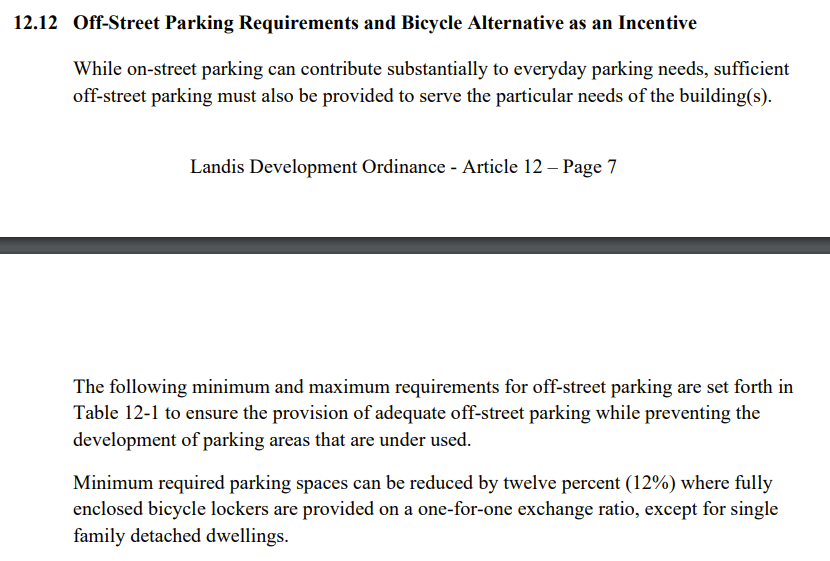 12.12 Off-Street Parking Requirements and Bicycle Alternative as an Incentive
While on-street parking can contribute substantially to everyday parking needs, sufficient
off-street parking must also be provided to serve the particular needs of the building(s).
Landis Development Ordinance - Article 12 – Page 7
The following minimum and maximum requirements for off-street parking are set forth in
Table 12-1 to ensure the provision of adequate off-street parking while preventing the
development of parking areas that are under used.
Minimum required parking spaces can be reduced by twelve percent (12%) where fully
enclosed bicycle lockers are provided on a one-for-one exchange ratio, except for single
family detached dwellings.